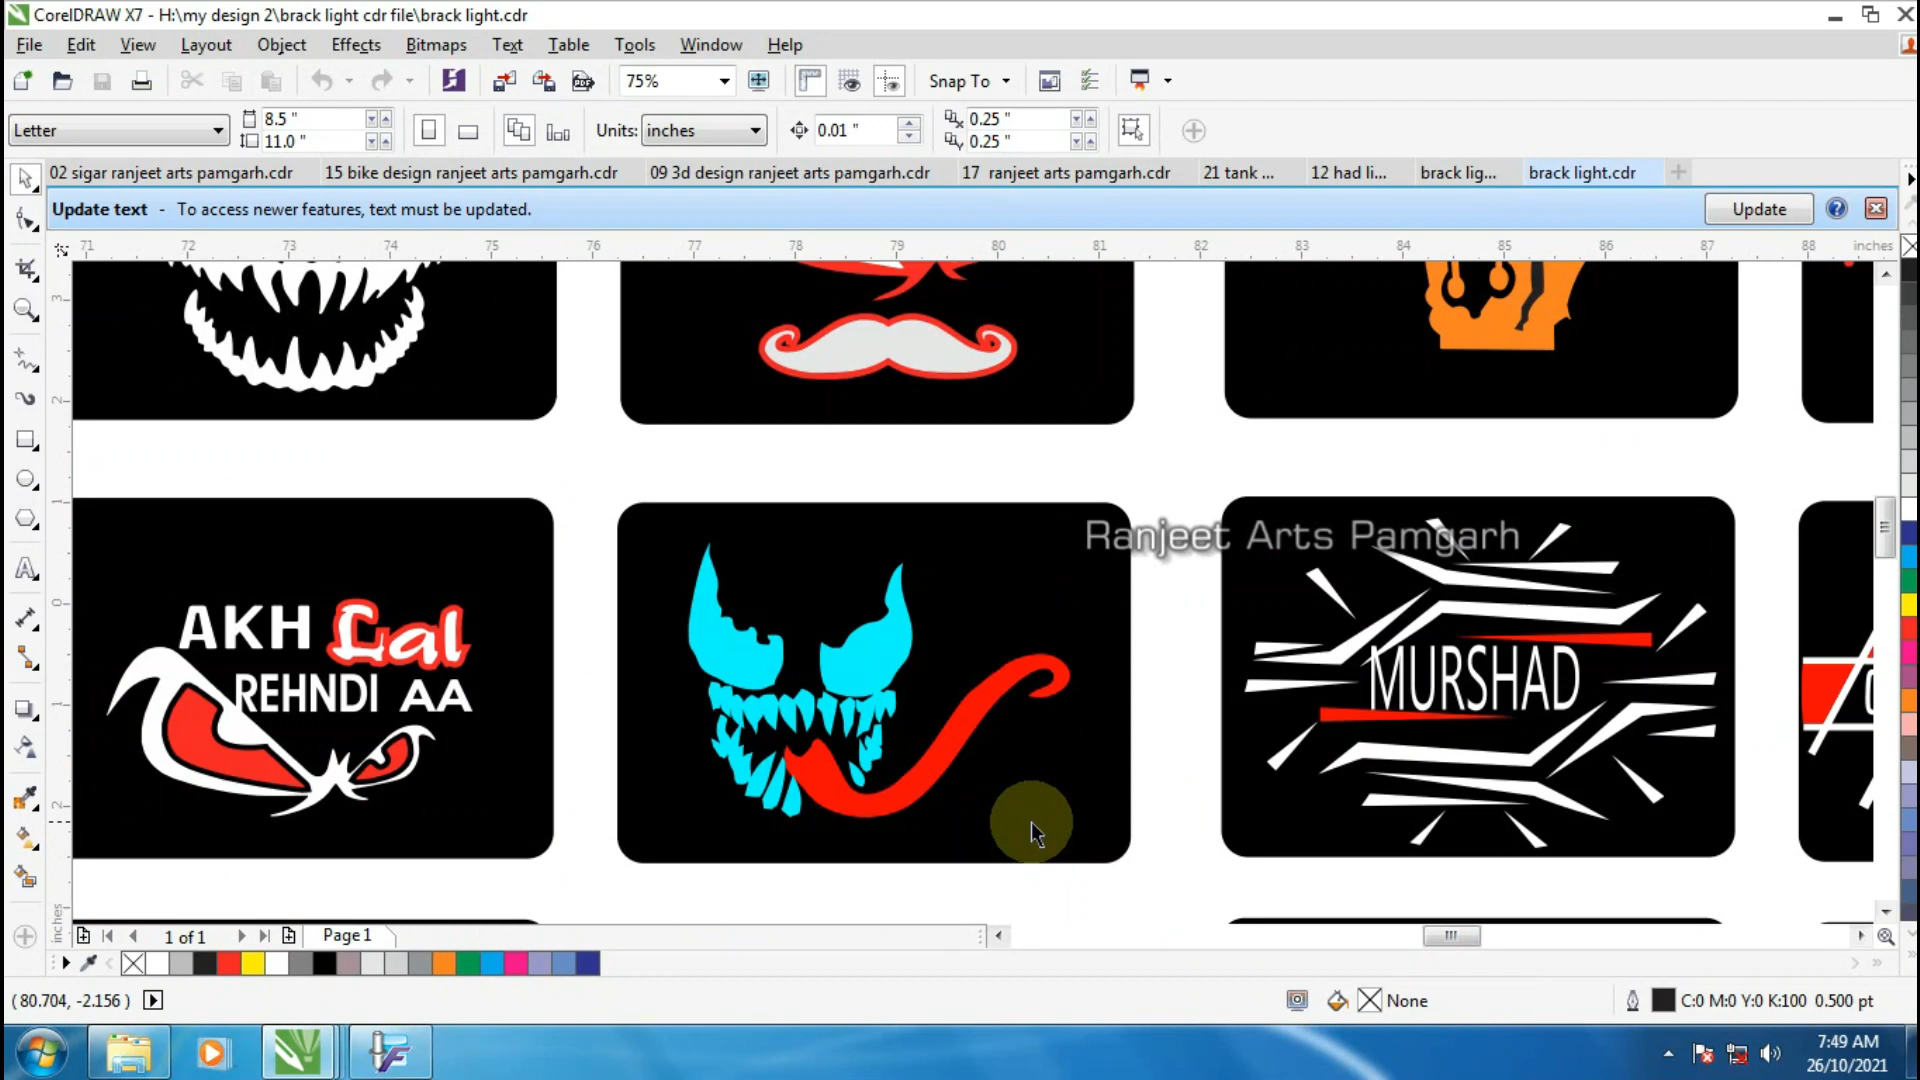 CorelDRAW X7 - H:\my design 2\brack light cdr file\brack light.cdr
File Edit View Layout Object Effects Bitmaps Text Table Tools Window Help
75% Snap To
Letter 8.5 " 11.0 " Units: inches 0.01 " 0.25 " 0.25 "
02 sigar ranjeet arts pamgarh.cdr 15 bike design ranjeet arts pamgarh.cdr 09 3d design ranjeet arts pamgarh.cdr 17 ranjeet arts pamgarh.cdr 21 tank ... 12 had li... brack lig... brack light.cdr
Update text - To access newer features, text must be updated. Update
71 72 73 74 75 76 77 78 79 80 81 82 83 84 85 86 87 88 inches
3
2
1
0
1
2
inches
Ranjeet Arts Pamgarh
AKH Lal
REHNDI AA
MURSHAD
1 of 1 Page 1
(80.704, -2.156 ) None C:0 M:0 Y:0 K:100 0.500 pt
7:49 AM
26/10/2021